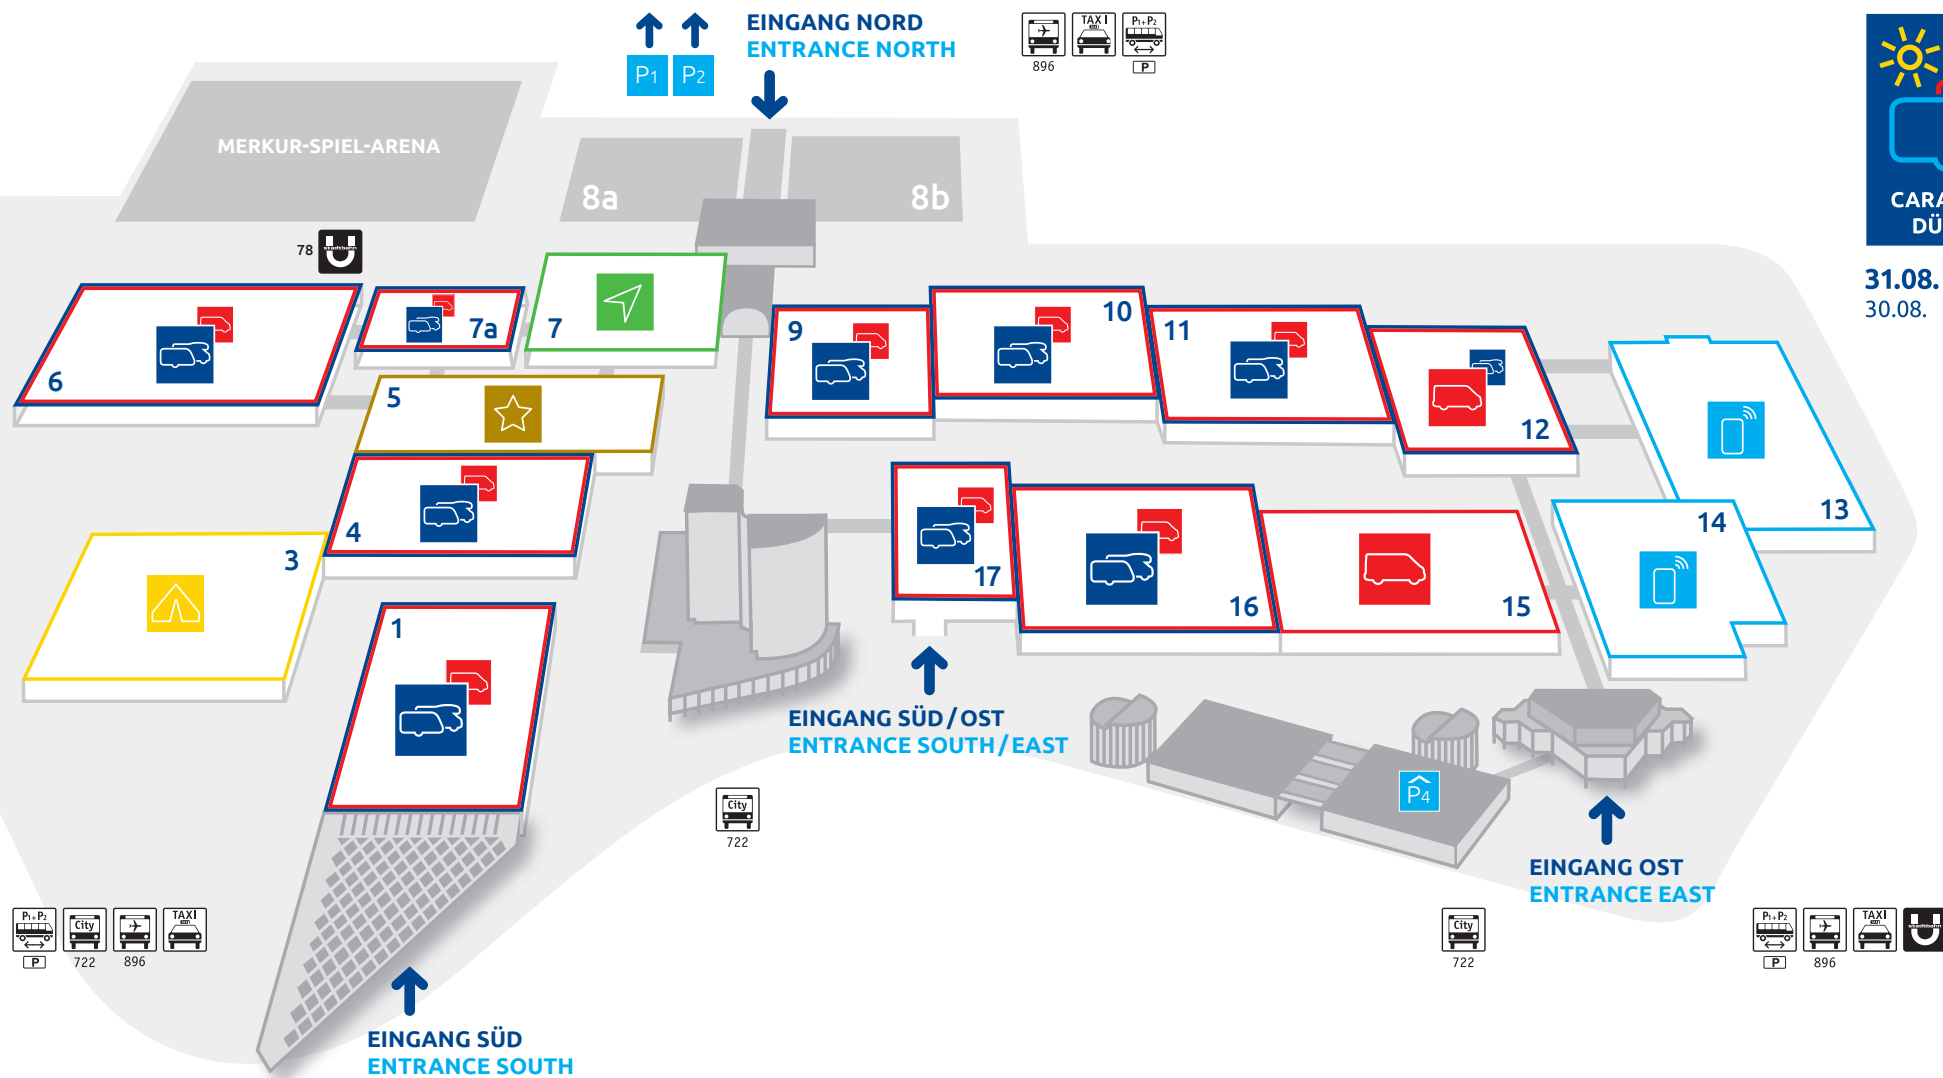 EINGANG NORD
ENTRANCE NORTH
P1 P2
TAXI
P1+P2
896
P
MERKUR-SPIEL-ARENA
8a
8b
78
stadtbahn
U
31.08.
30.08.
6
7a
7
5
4
3
1
9
10
11
12
13
14
15
16
17
EINGANG SÜD/OST
ENTRANCE SOUTH/EAST
City
722
P4
EINGANG OST
ENTRANCE EAST
P1+P2
City
TAXI
P
722
896
City
722
P1+P2
TAXI
stadtbahn
U
P
896
EINGANG SÜD
ENTRANCE SOUTH